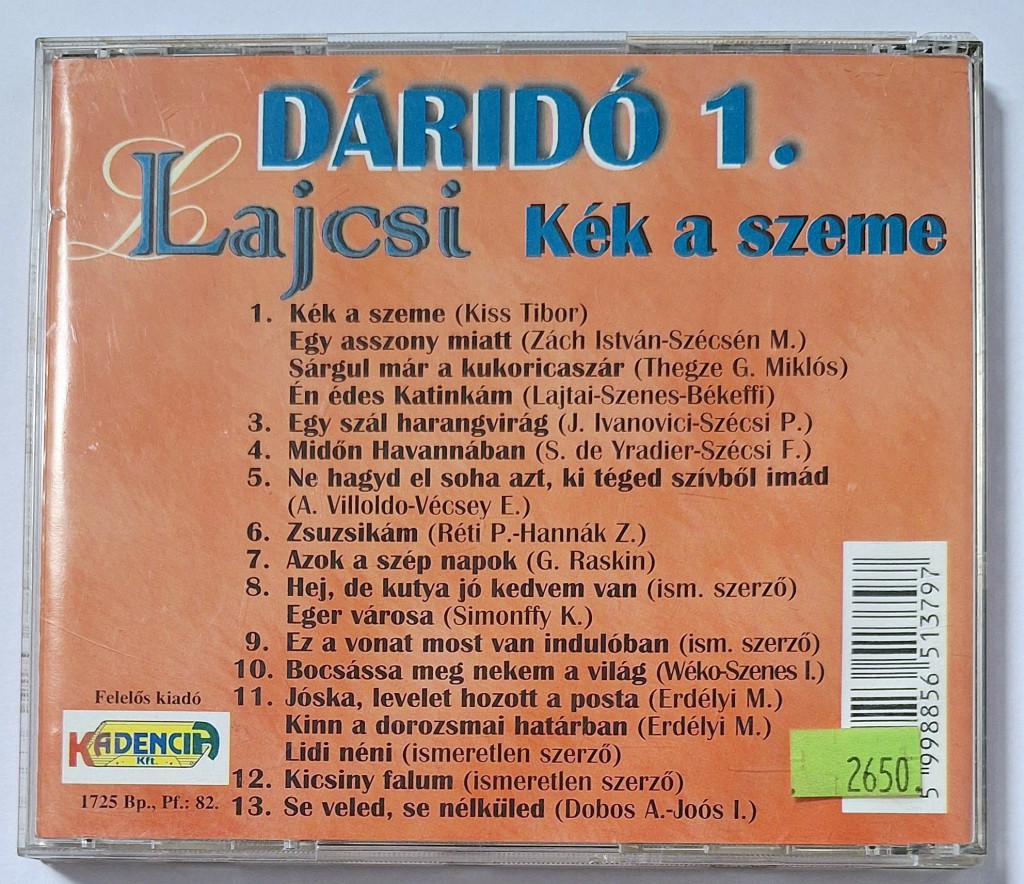 DÁRIDÓ 1.
Lajcsi Kék a szeme
1. Kék a szeme (Kiss Tibor)
Egy asszony miatt (Zách István-Szécsén M.)
Sárgul már a kukoricaszár (Thegze G. Miklós)
Én édes Katinkám (Lajtai-Szenes-Békeffi)
3. Egy szál harangvirág (J. Ivanovici-Szécsi P.)
4. Midőn Havannában (S. de Yradier-Szécsi F.)
5. Ne hagyd el soha azt, ki téged szívből imád
(A. Villoldo-Vécsey E.)
6. Zsuzsikám (Réti P.-Hannák Z.)
7. Azok a szép napok (G. Raskin)
8. Hej, de kutya jó kedvem van (ism. szerző)
Eger városa (Simonffy K.)
9. Ez a vonat most van indulóban (ism. szerző)
10. Bocsássa meg nekem a világ (Wéko-Szenes I.)
11. Jóska, levelet hozott a posta (Erdélyi M.)
Kinn a dorozsmai határban (Erdélyi M.)
Lidi néni (ismeretlen szerző)
12. Kicsiny falum (ismeretlen szerző)
13. Se veled, se nélküled (Dobos A.-Joós I.)
Felelős kiadó
KADENCIA
Kft.
1725 Bp., Pf.: 82.
5 998856 513797
2650